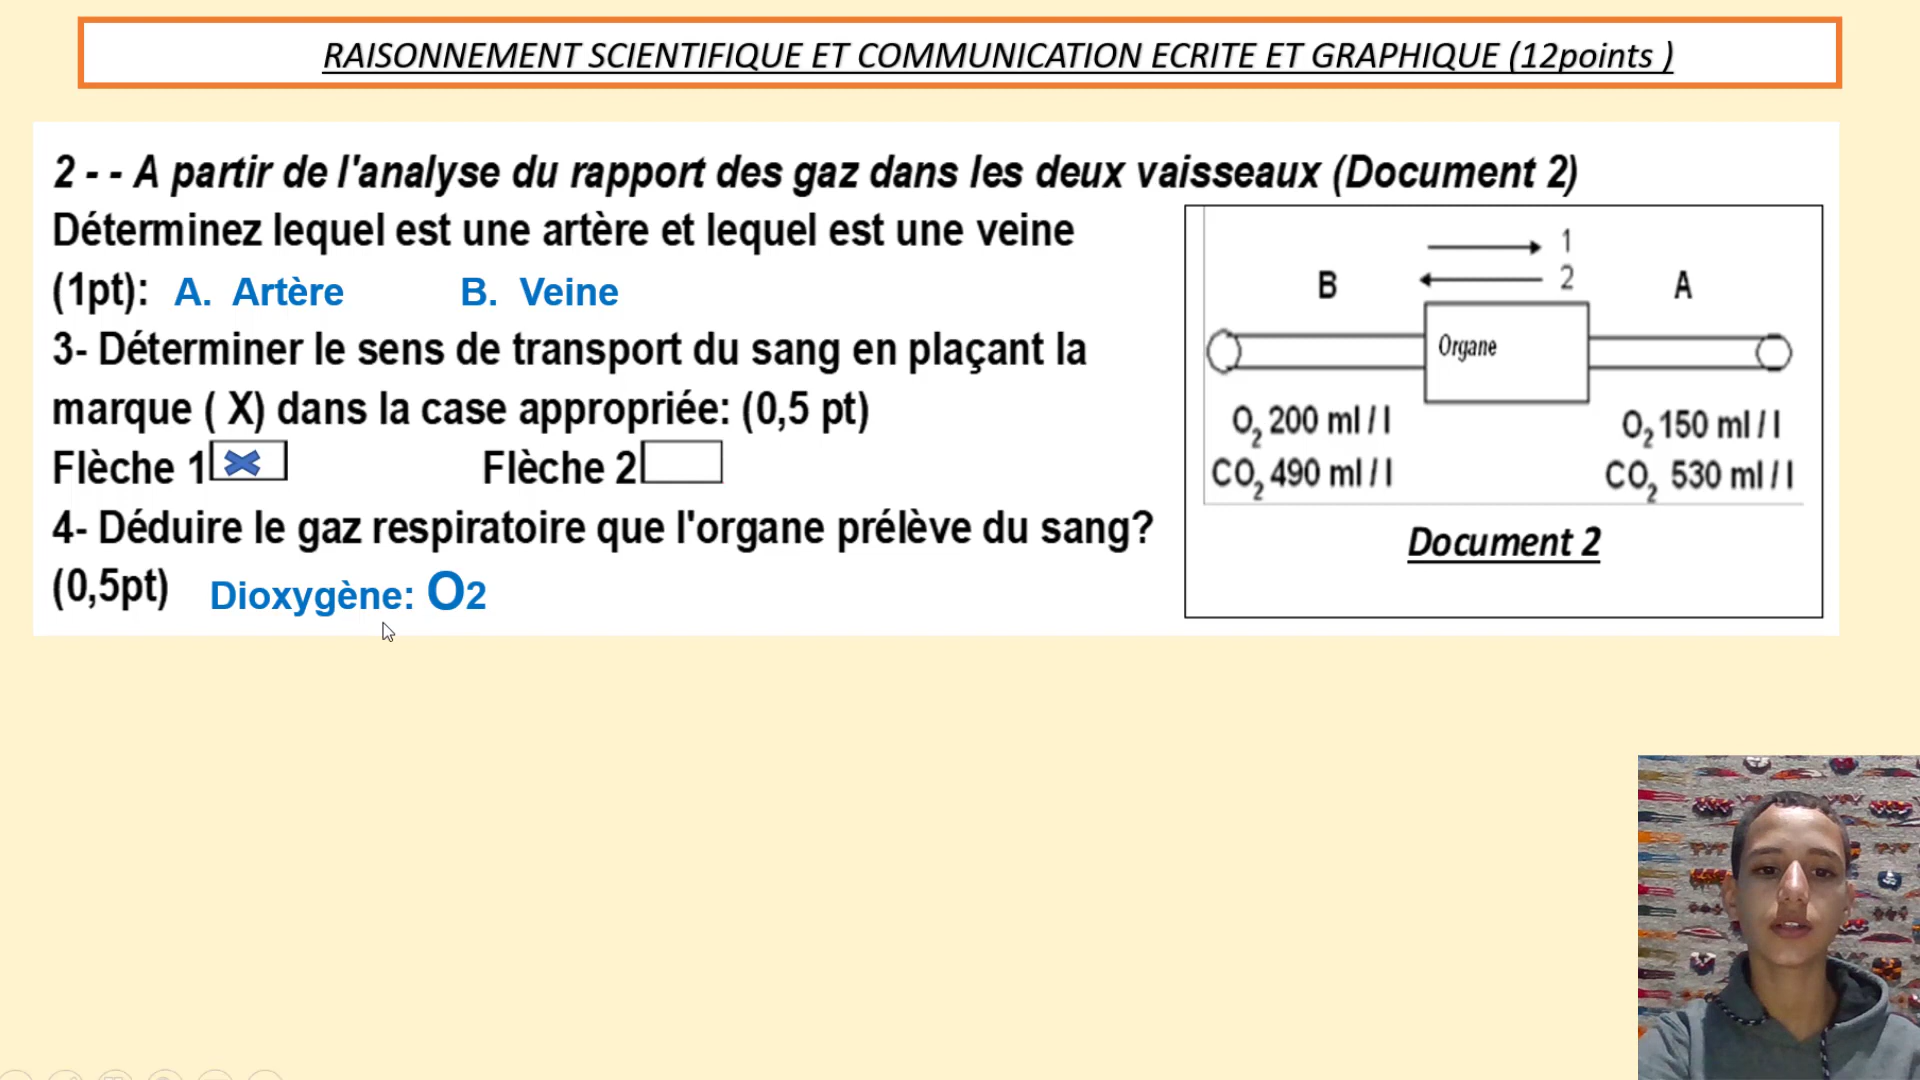 RAISONNEMENT SCIENTIFIQUE ET COMMUNICATION ECRITE ET GRAPHIQUE (12points )
2 - - A partir de l'analyse du rapport des gaz dans les deux vaisseaux (Document 2)
Déterminez lequel est une artère et lequel est une veine
(1pt): A. Artère B. Veine
3- Déterminer le sens de transport du sang en plaçant la
marque ( X) dans la case appropriée: (0,5 pt)
Flèche 1 Flèche 2
4- Déduire le gaz respiratoire que l'organe prélève du sang?
(0,5pt) Dioxygène: O2
1
2
B
A
Organe
O2 200 ml / l
CO2 490 ml / l
O2 150 ml / l
CO2 530 ml / l
Document 2